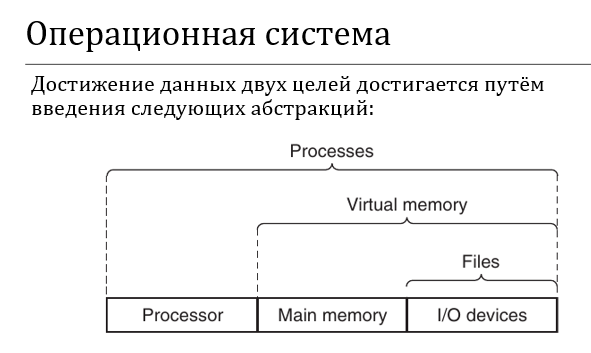 Операционная система
Достижение данных двух целей достигается путём
введения следующих абстракций:
Processes
Virtual memory
Files
Processor
Main memory
I/O devices